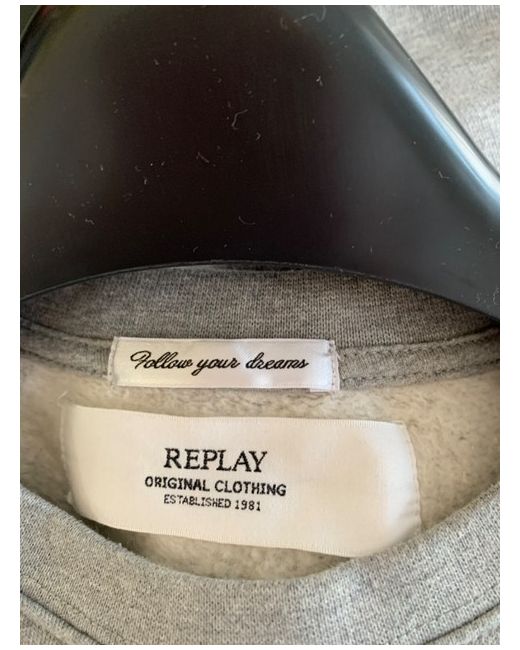 Follow your dreams
REPLAY
ORIGINAL CLOTHING
ESTABLISHED 1981